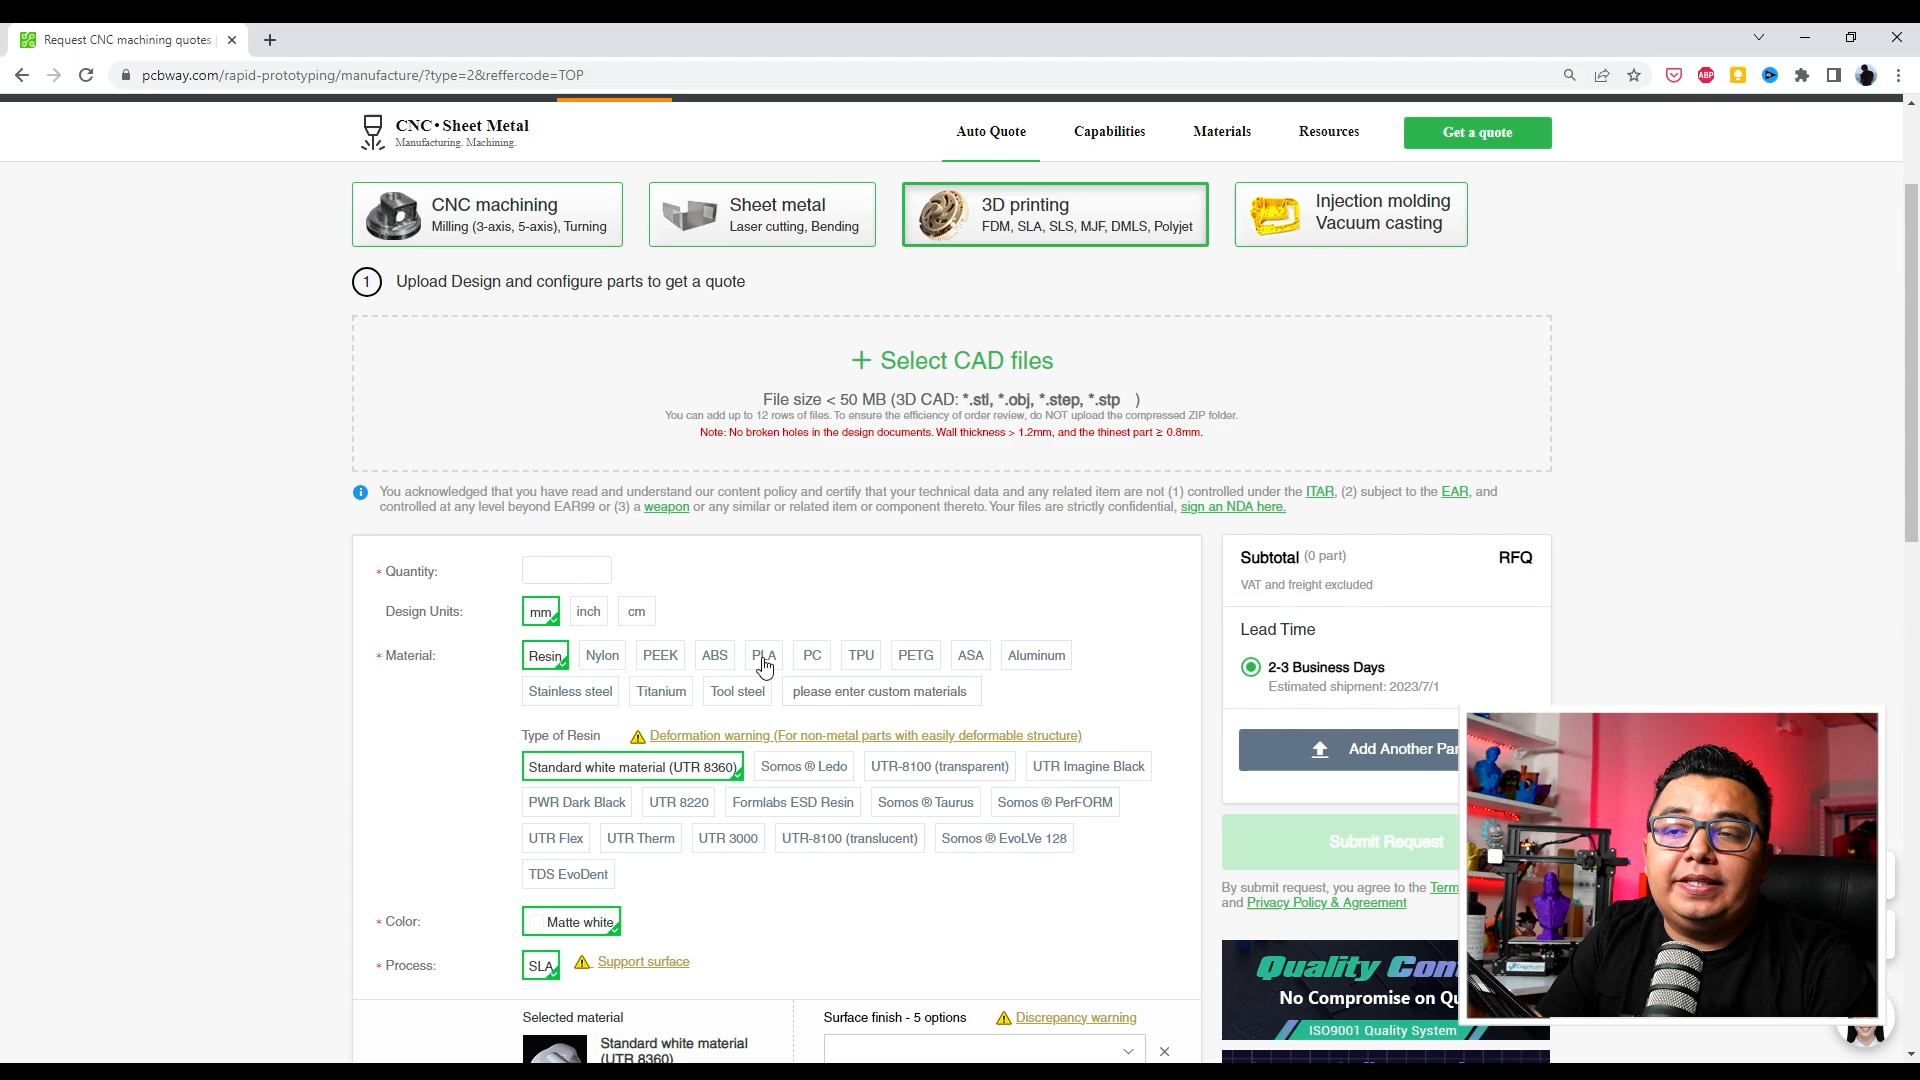 Request CNC machining quotes
pcbway.com/rapid-prototyping/manufacture/?type=2&reffercode=TOP
ABP
CNC•Sheet Metal
Manufacturing. Machining.
Auto Quote
Capabilities
Materials
Resources
Get a quote
CNC machining
Milling (3-axis, 5-axis), Turning
Sheet metal
Laser cutting, Bending
3D printing
FDM, SLA, SLS, MJF, DMLS, Polyjet
Injection molding
Vacuum casting
1 Upload Design and configure parts to get a quote
+ Select CAD files
File size < 50 MB (3D CAD: *.stl, *.obj, *.step, *.stp )
You can add up to 12 rows of files. To ensure the efficiency of order review, do NOT upload the compressed ZIP folder.
Note: No broken holes in the design documents. Wall thickness > 1.2mm, and the thinest part ≥ 0.8mm.
You acknowledged that you have read and understand our content policy and certify that your technical data and any related item are not (1) controlled under the ITAR, (2) subject to the EAR, and
controlled at any level beyond EAR99 or (3) a weapon or any similar or related item or component thereto. Your files are strictly confidential, sign an NDA here.
* Quantity:
Design Units: mm inch cm
* Material: Resin Nylon PEEK ABS PLA PC TPU PETG ASA Aluminum
Stainless steel Titanium Tool steel please enter custom materials
Type of Resin Deformation warning (For non-metal parts with easily deformable structure)
Standard white material (UTR 8360) Somos ® Ledo UTR-8100 (transparent) UTR Imagine Black
PWR Dark Black UTR 8220 Formlabs ESD Resin Somos ® Taurus Somos ® PerFORM
UTR Flex UTR Therm UTR 3000 UTR-8100 (translucent) Somos ® EvoLVe 128
TDS EvoDent
* Color: Matte white
* Process: SLA Support surface
Selected material
Standard white material
(UTR 8360)
Surface finish - 5 options Discrepancy warning
Subtotal (0 part) RFQ
VAT and freight excluded
Lead Time
2-3 Business Days
Estimated shipment: 2023/7/1
Add Another Par
Submit Request
By submit request, you agree to the Term
and Privacy Policy & Agreement
Quality Con
No Compromise on Qu
ISO9001 Quality System
Capricorn